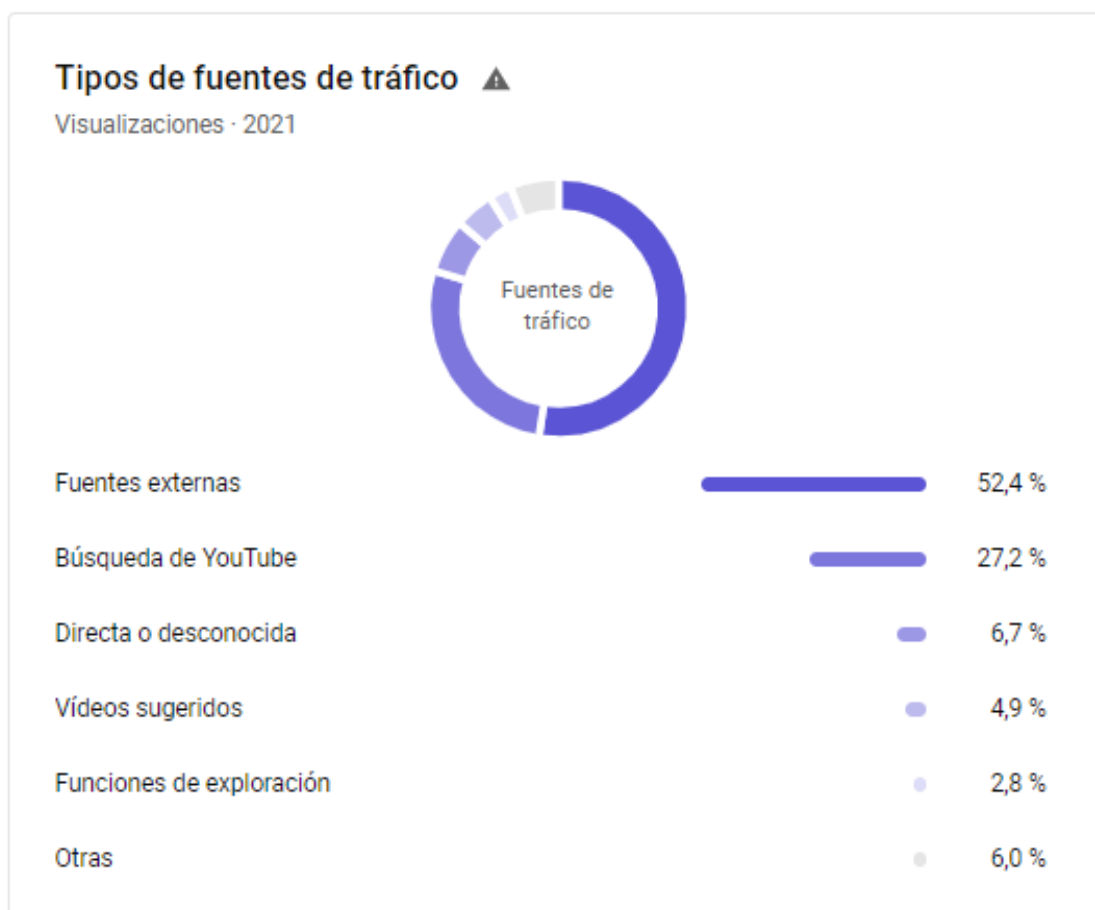 Tipos de fuentes de tráfico
Visualizaciones · 2021
Fuentes de
tráfico
Fuentes externas 52,4 %
Búsqueda de YouTube 27,2 %
Directa o desconocida 6,7 %
Vídeos sugeridos 4,9 %
Funciones de exploración 2,8 %
Otras 6,0 %